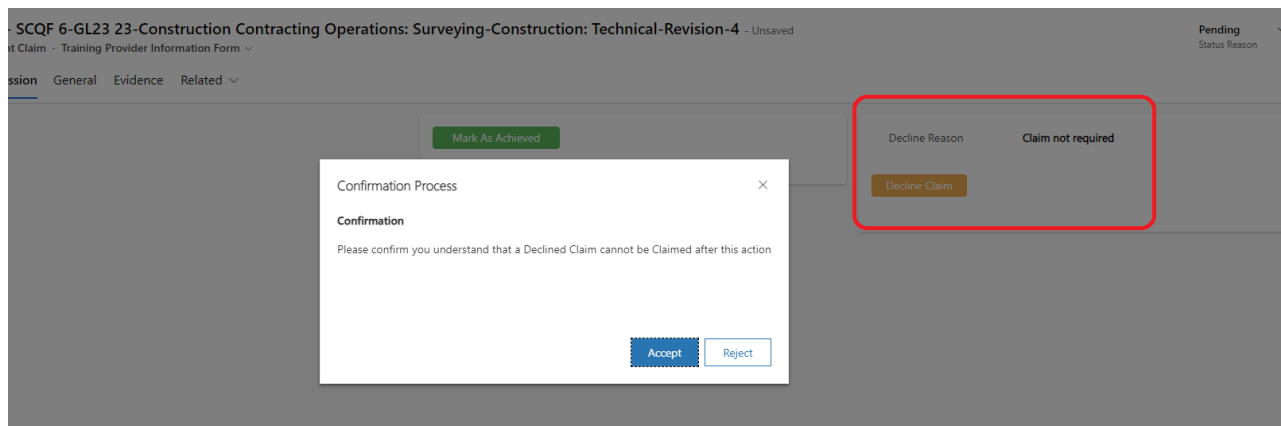 - SCQF 6-GL23 23-Construction Contracting Operations: Surveying-Construction: Technical-Revision-4 - Unsaved
nt Claim · Training Provider Information Form
Pending
Status Reason
ssion General Evidence Related
Mark As Achieved
Decline Reason Claim not required
Decline Claim
Confirmation Process
Confirmation
Please confirm you understand that a Declined Claim cannot be Claimed after this action
Accept Reject